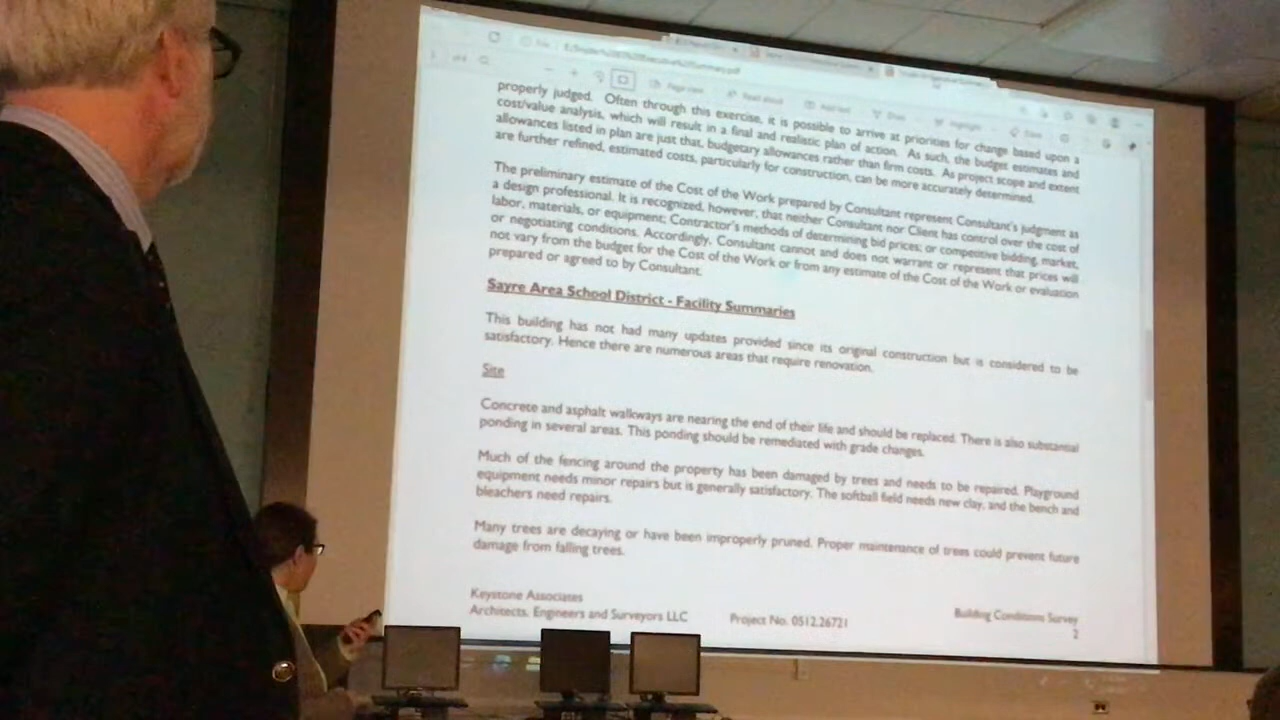 Executive%20Summary.pdf
Page view
Read aloud
Add text
Draw
Highlight
Erase
properly judged. Often through this exercise, it is possible to arrive at priorities for change based upon a
cost/value analysis, which will result in a final and realistic plan of action. As such, the budget estimates and
allowances listed in plan are just that, budgetary allowances rather than firm costs. As project scope and extent
are further refined, estimated costs, particularly for construction, can be more accurately determined.
The preliminary estimate of the Cost of the Work prepared by Consultant represent Consultant's judgment as
a design professional. It is recognized, however, that neither Consultant nor Client has control over the cost of
labor, materials, or equipment; Contractor's methods of determining bid prices; or competitive bidding, market,
or negotiating conditions. Accordingly, Consultant cannot and does not warrant or represent that prices will
not vary from the budget for the Cost of the Work or from any estimate of the Cost of the Work or evaluation
prepared or agreed to by Consultant.
Sayre Area School District - Facility Summaries
This building has not had many updates provided since its original construction but is considered to be
satisfactory. Hence there are numerous areas that require renovation.
Site
Concrete and asphalt walkways are nearing the end of their life and should be replaced. There is also substantial
ponding in several areas. This ponding should be remediated with grade changes.
Much of the fencing around the property has been damaged by trees and needs to be repaired. Playground
equipment needs minor repairs but is generally satisfactory. The softball field needs new clay, and the bench and
bleachers need repairs.
Many trees are decaying or have been improperly pruned. Proper maintenance of trees could prevent future
damage from falling trees.
Keystone Associates
Architects, Engineers and Surveyors LLC Project No. 0512.26721 Building Conditions Survey
2